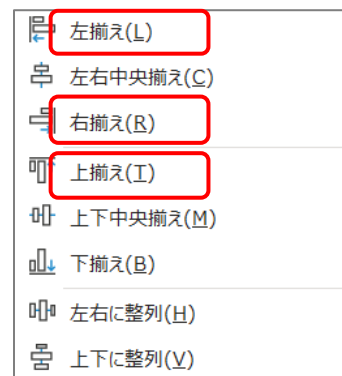 左揃え(L)
左右中央揃え(C)
右揃え(R)
上揃え(T)
上下中央揃え(M)
下揃え(B)
左右に整列(H)
上下に整列(V)